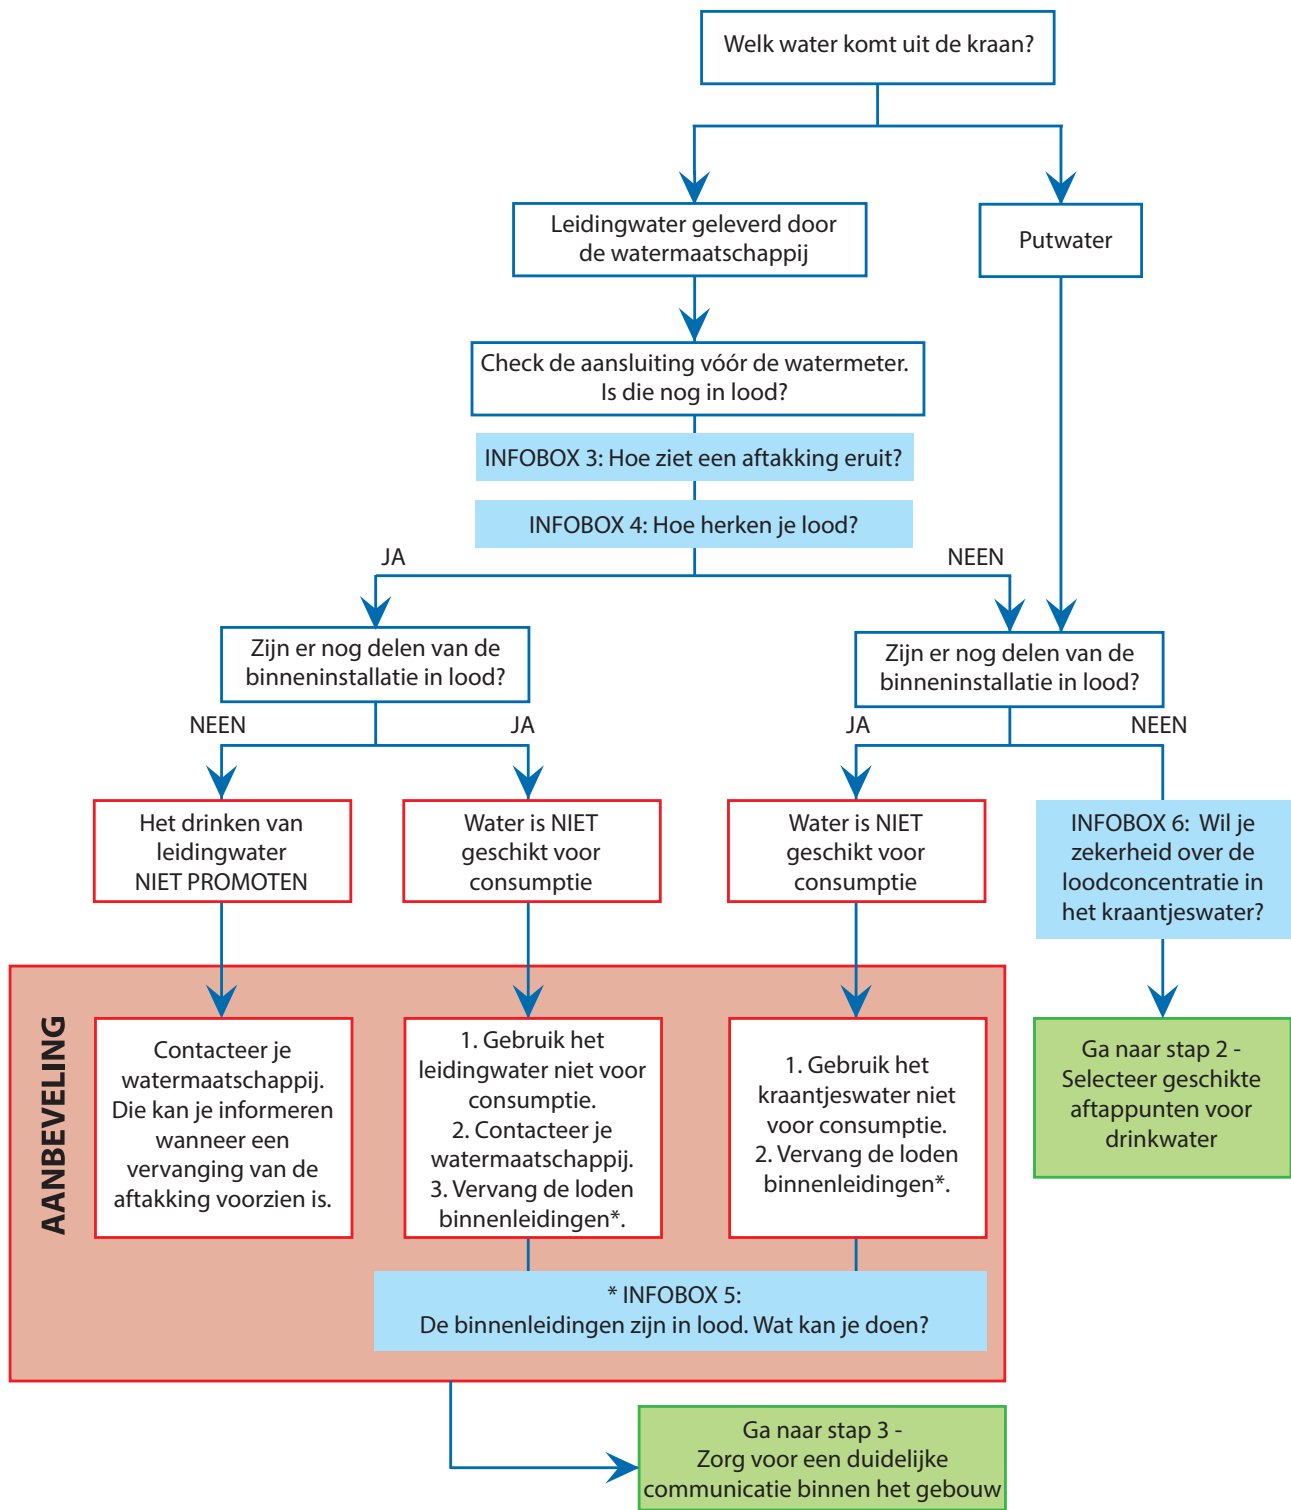 Welk water komt uit de kraan?
Leidingwater geleverd door
de watermaatschappij
Putwater
Check de aansluiting vóór de watermeter.
Is die nog in lood?
INFOBOX 3: Hoe ziet een aftakking eruit?
INFOBOX 4: Hoe herken je lood?
JA
NEEN
Zijn er nog delen van de
binneninstallatie in lood?
Zijn er nog delen van de
binneninstallatie in lood?
NEEN
JA
JA
NEEN
Het drinken van
leidingwater
NIET PROMOTEN
Water is NIET
geschikt voor
consumptie
Water is NIET
geschikt voor
consumptie
INFOBOX 6: Wil je
zekerheid over de
loodconcentratie in
het kraantjeswater?
AANBEVELING
Contacteer je
watermaatschappij.
Die kan je informeren
wanneer een
vervanging van de
aftakking voorzien is.
1. Gebruik het
leidingwater niet voor
consumptie.
2. Contacteer je
watermaatschappij.
3. Vervang de loden
binnenleidingen*.
1. Gebruik het
kraantjeswater niet
voor consumptie.
2. Vervang de loden
binnenleidingen*.
Ga naar stap 2 -
Selecteer geschikte
aftappunten voor
drinkwater
* INFOBOX 5:
De binnenleidingen zijn in lood. Wat kan je doen?
Ga naar stap 3 -
Zorg voor een duidelijke
communicatie binnen het gebouw